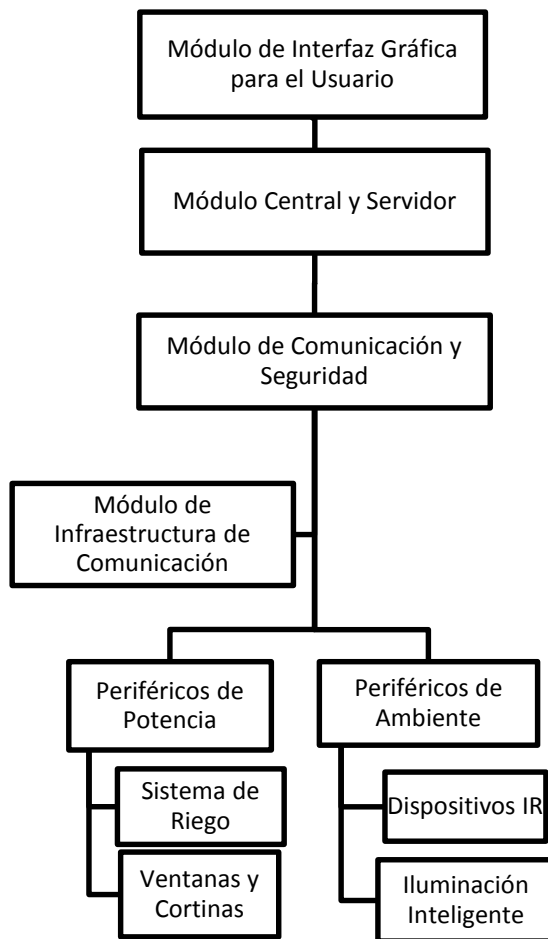 Módulo de Interfaz Gráfica
para el Usuario
Módulo Central y Servidor
Módulo de Comunicación y
Seguridad
Módulo de
Infraestructura de
Comunicación
Periféricos de
Potencia
Sistema de
Riego
Ventanas y
Cortinas
Periféricos de
Ambiente
Dispositivos IR
Iluminación
Inteligente